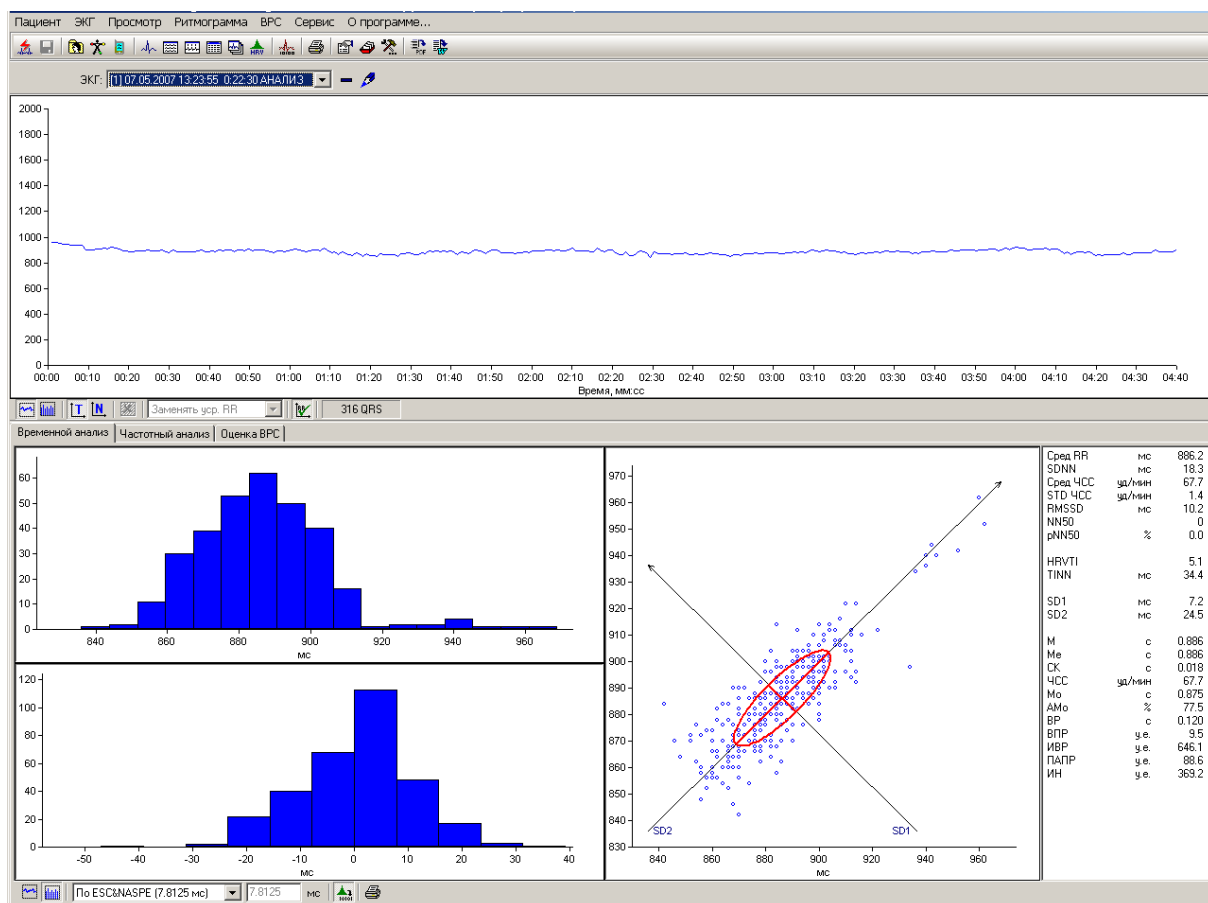 Пациент ЭКГ Просмотр Ритмограмма ВРС Сервис О программе...
ЭКГ: [1] 07.05.2007 13:23:55 0:22:30 АНАЛИЗ
2000
1800
1600
1400
1200
1000
800
600
400
200
0
00:00 00:10 00:20 00:30 00:40 00:50 01:00 01:10 01:20 01:30 01:40 01:50 02:00 02:10 02:20 02:30 02:40 02:50 03:00 03:10 03:20 03:30 03:40 03:50 04:00 04:10 04:20 04:30 04:40
Время, мм:сс
T N Заменять уср. RR 316 QRS
Временной анализ Частотный анализ Оценка ВРС
60
50
40
30
20
10
0
840 860 880 900 920 940 960
мс
120
100
80
60
40
20
0
-50 -40 -30 -20 -10 0 10 20 30 40
мс
970
960
950
940
930
920
910
900
890
880
870
860
850
840
830
SD2 SD1
840 860 880 900 920 940 960
мс
Сред RR мс 886.2
SDNN мс 18.3
Сред ЧСС уд/мин 67.7
STD ЧСС уд/мин 1.4
RMSSD мс 10.2
NN50 0
pNN50 % 0.0
HRVTI 5.1
TINN мс 34.4
SD1 мс 7.2
SD2 мс 24.5
М с 0.886
Ме с 0.886
СК с 0.018
ЧСС уд/мин 67.7
Мо с 0.875
АМо % 77.5
ВР с 0.120
ВПР у.е. 9.5
ИВР у.е. 646.1
ПАПР у.е. 88.6
ИН у.е. 369.2
По ESC&NASPE (7.8125 мс) 7.8125 мс